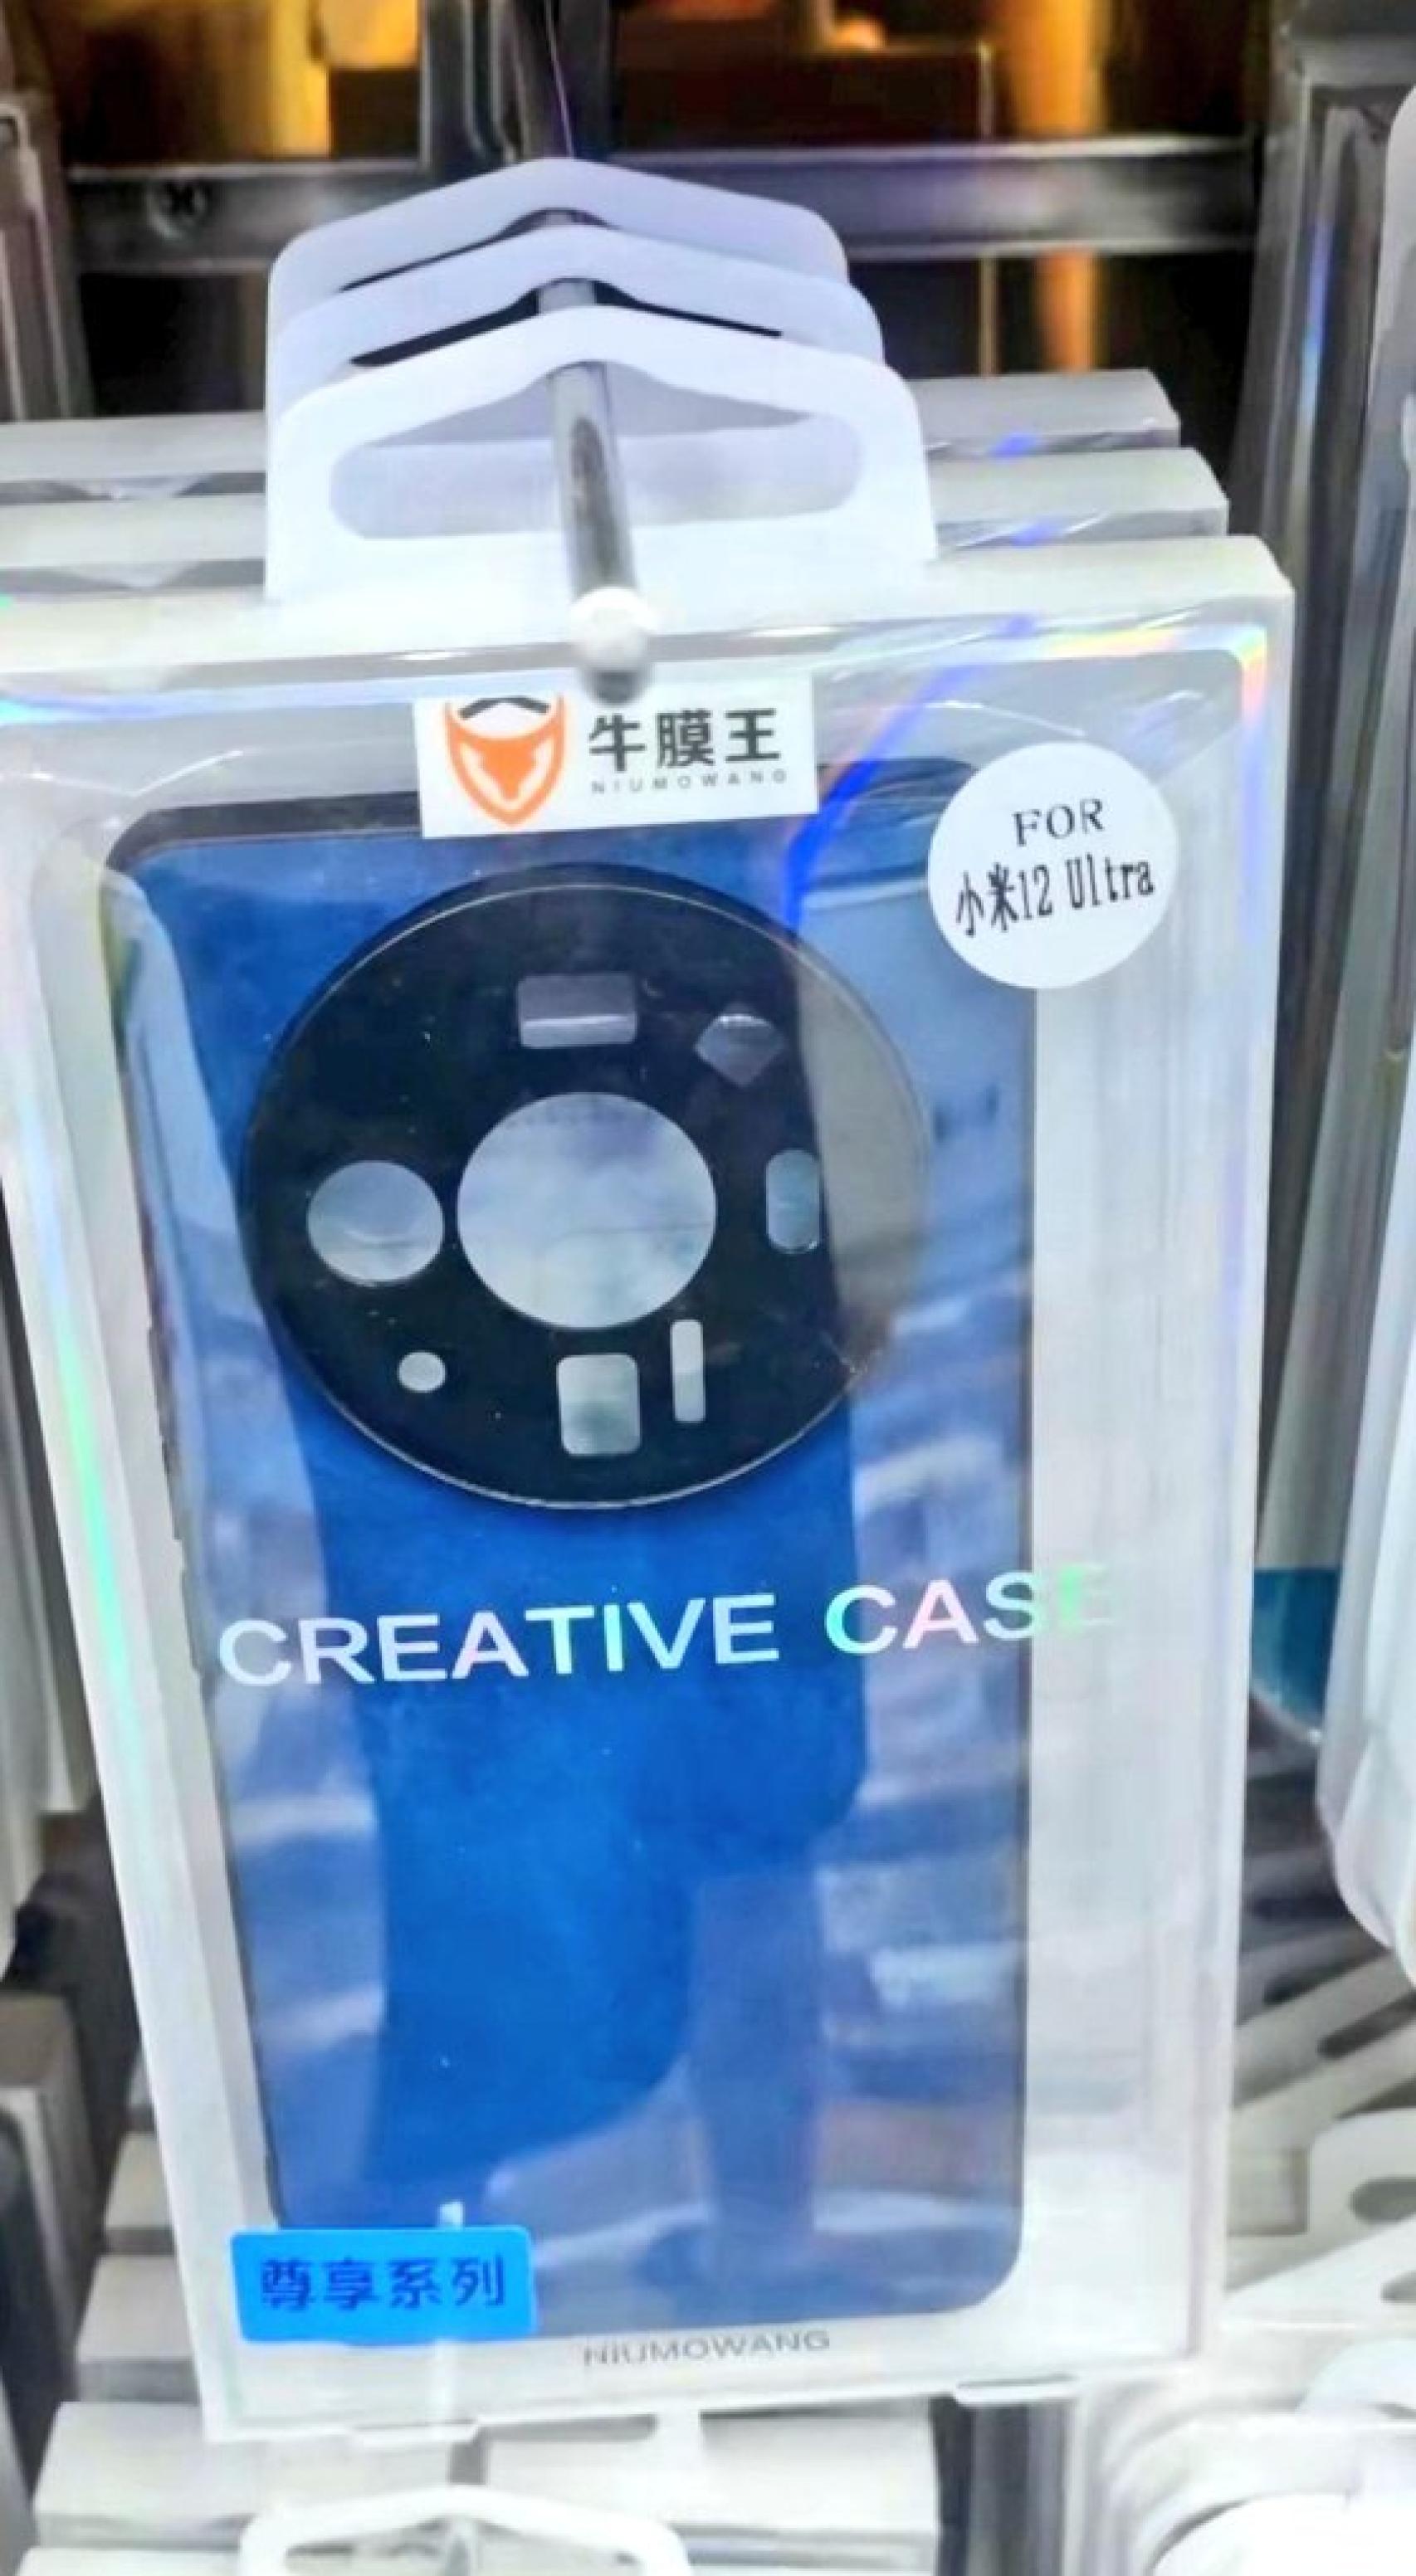 牛膜王
NIUMOWANG
FOR
小米12 Ultra
CREATIVE CASE
尊享系列
NIUMOWANG